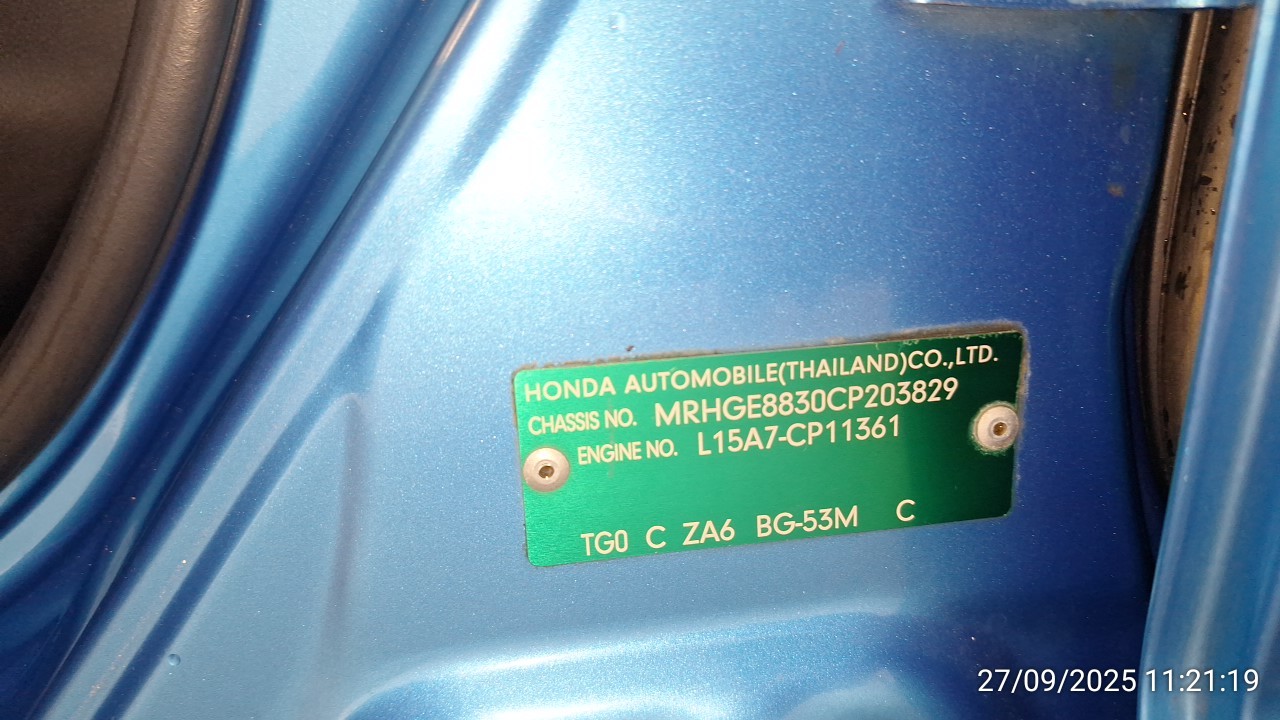 HONDA AUTOMOBILE(THAILAND)CO.,LTD.
CHASSIS NO. MRHGE8830CP203829
ENGINE NO. L15A7-CP11361
TG0 C ZA6 BG-53M C
27/09/2025 11:21:19